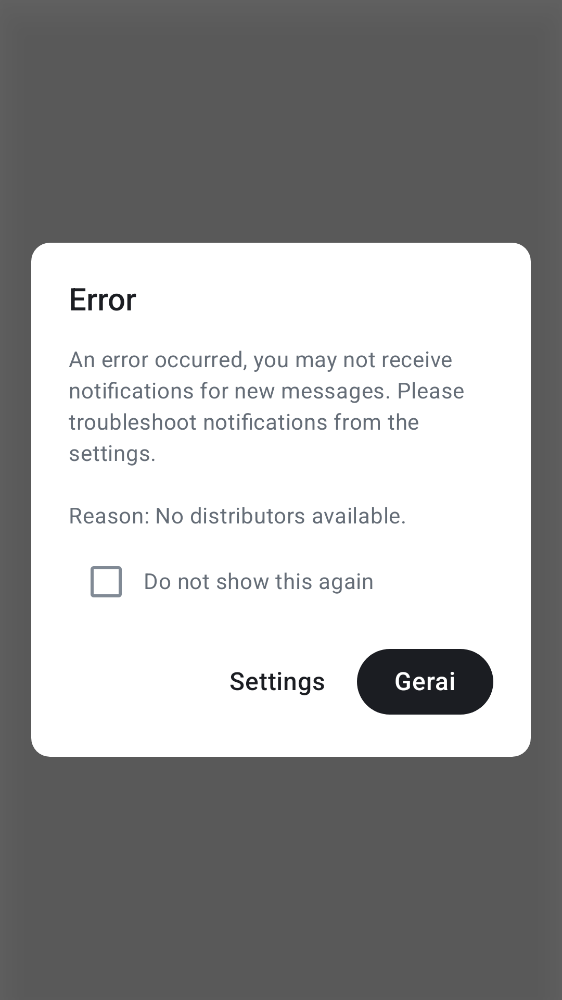 Error
An error occurred, you may not receive
notifications for new messages. Please
troubleshoot notifications from the
settings.
Reason: No distributors available.
Do not show this again
Settings
Gerai